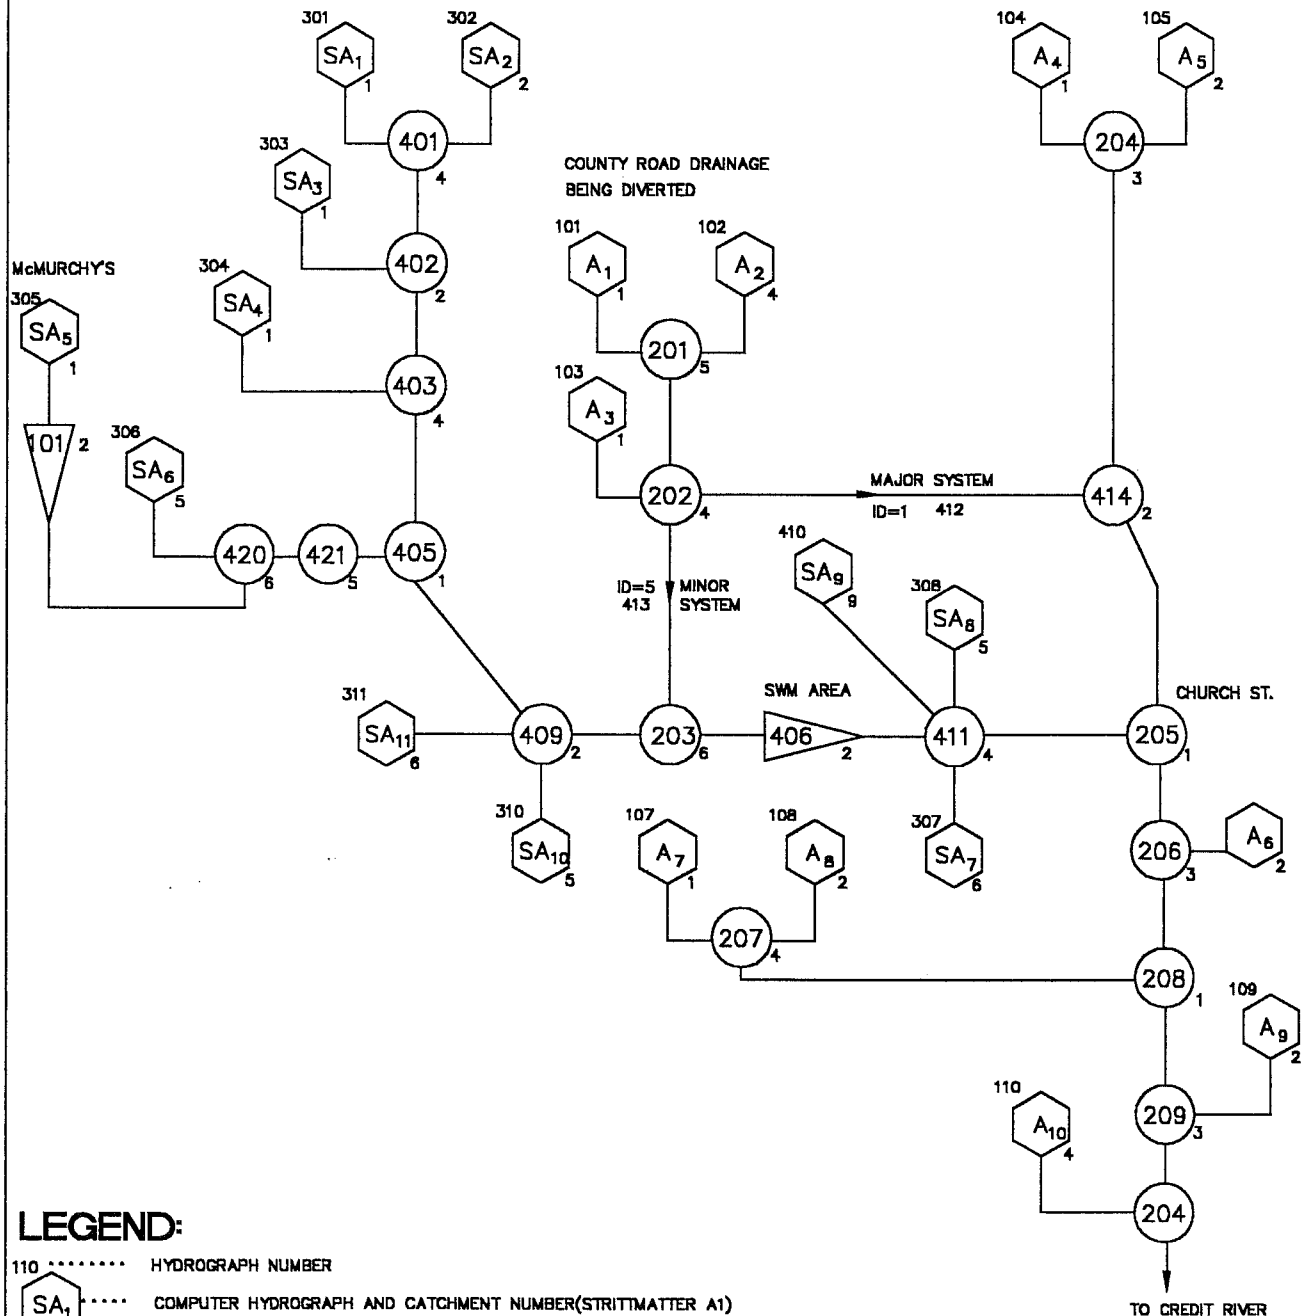 301
302
104
105
SA1
1
SA2
2
A4
1
A5
2
401
4
204
3
303
SA3
1
COUNTY ROAD DRAINAGE
BEING DIVERTED
101
102
402
2
A1
1
A2
4
McMURCHY'S
304
SA4
1
305
SA5
1
201
5
403
4
103
A3
1
101
2
306
SA6
5
202
4
MAJOR SYSTEM
ID=1 412
414
2
420
6
421
5
405
1
410
SA9
9
308
SA8
5
ID=5 MINOR
413 SYSTEM
311
SA11
6
SWM AREA
CHURCH ST.
409
2
203
6
406
2
411
4
205
1
310
SA10
5
107
A7
1
108
A8
2
307
SA7
6
206
3
A6
2
207
4
208
1
109
A9
2
110
A10
4
209
3
204
LEGEND:
110 ........ HYDROGRAPH NUMBER
SA1 ..... COMPUTER HYDROGRAPH AND CATCHMENT NUMBER(STRITTMATTER A1)
TO CREDIT RIVER